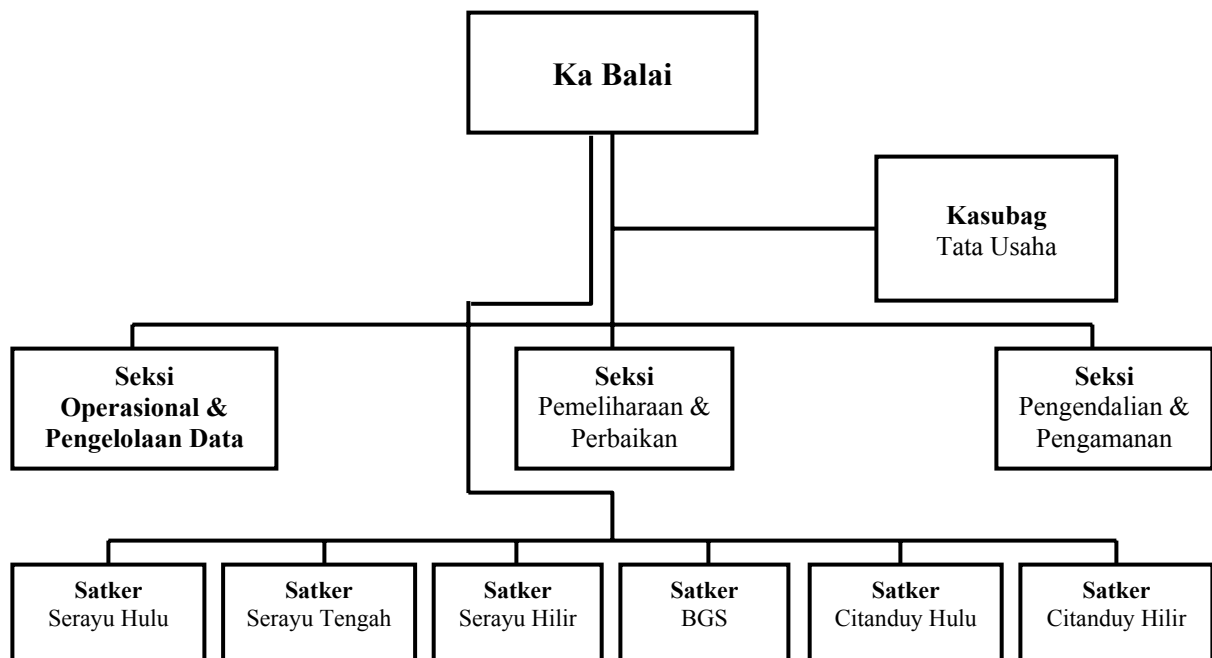 Ka Balai
Kasubag
Tata Usaha
Seksi
Operasional &
Pengelolaan Data
Seksi
Pemeliharaan &
Perbaikan
Seksi
Pengendalian &
Pengamanan
Satker
Serayu Hulu
Satker
Serayu Tengah
Satker
Serayu Hilir
Satker
BGS
Satker
Citanduy Hulu
Satker
Citanduy Hilir